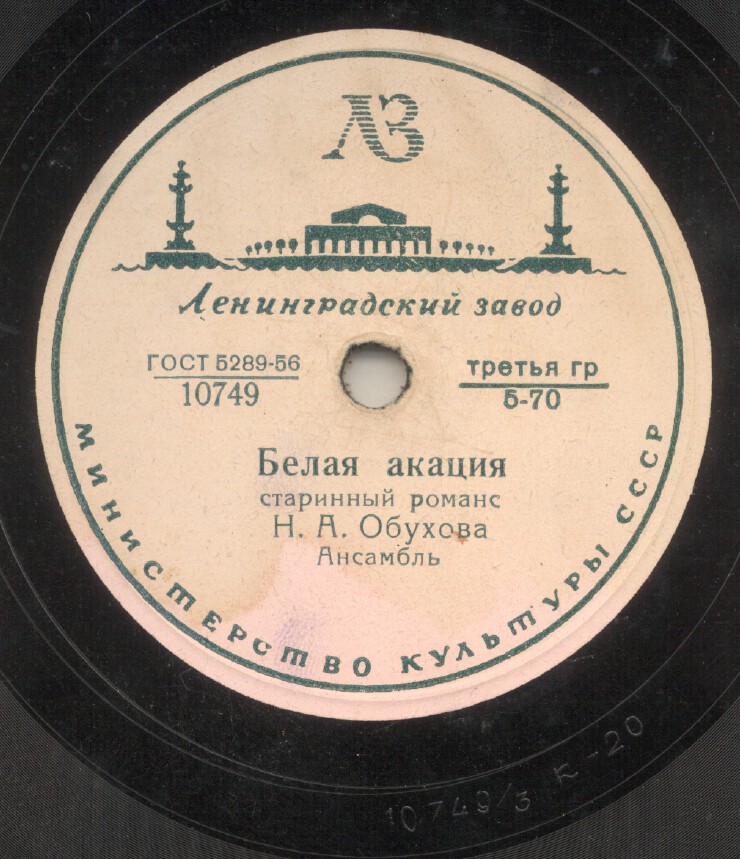 ЛЗ
Ленинградский завод
ГОСТ 5289-56
10749
третья гр
5-70
Белая акация
старинный романс
Н. А. Обухова
Ансамбль
МИНИСТЕРСТВО КУЛЬТУРЫ СССР
10749/3 К-20